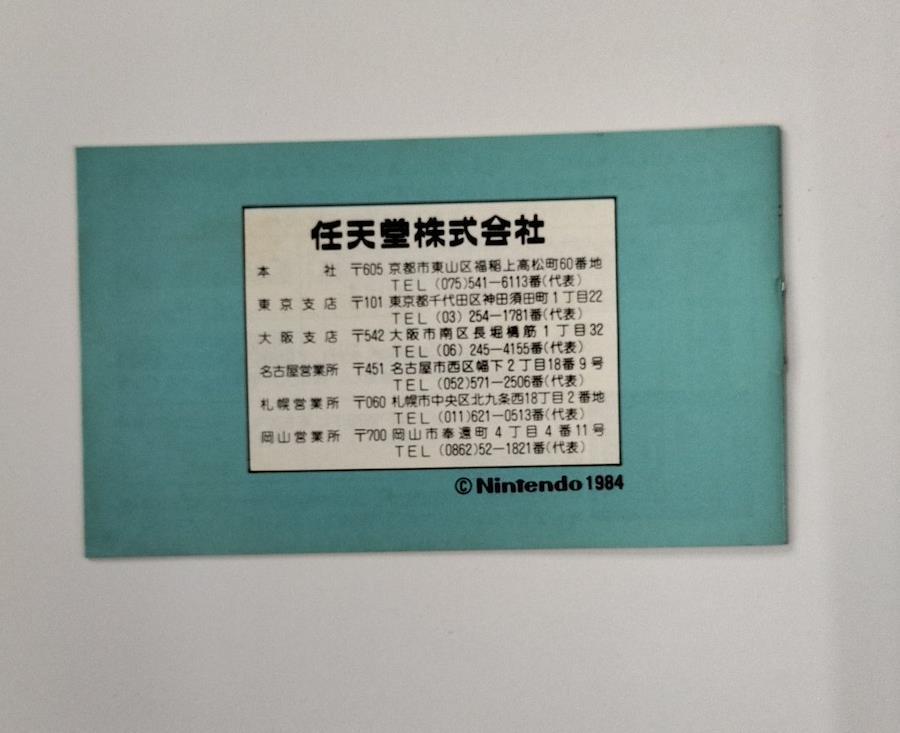 任天堂株式会社
本社 〒605 京都市東山区福稲上高松町60番地
TEL (075)541-6113番(代表)
東京支店 〒101 東京都千代田区神田須田町1丁目22
TEL (03) 254-1781番(代表)
大阪支店 〒542 大阪市南区長堀橋筋1丁目32
TEL (06) 245-4155番(代表)
名古屋営業所 〒451 名古屋市西区幅下2丁目18番9号
TEL (052)571-2506番(代表)
札幌営業所 〒060 札幌市中央区北九条西18丁目2番地
TEL (011)621-0513番(代表)
岡山営業所 〒700 岡山市奉還町4丁目4番11号
TEL (0862)52-1821番(代表)
©Nintendo 1984